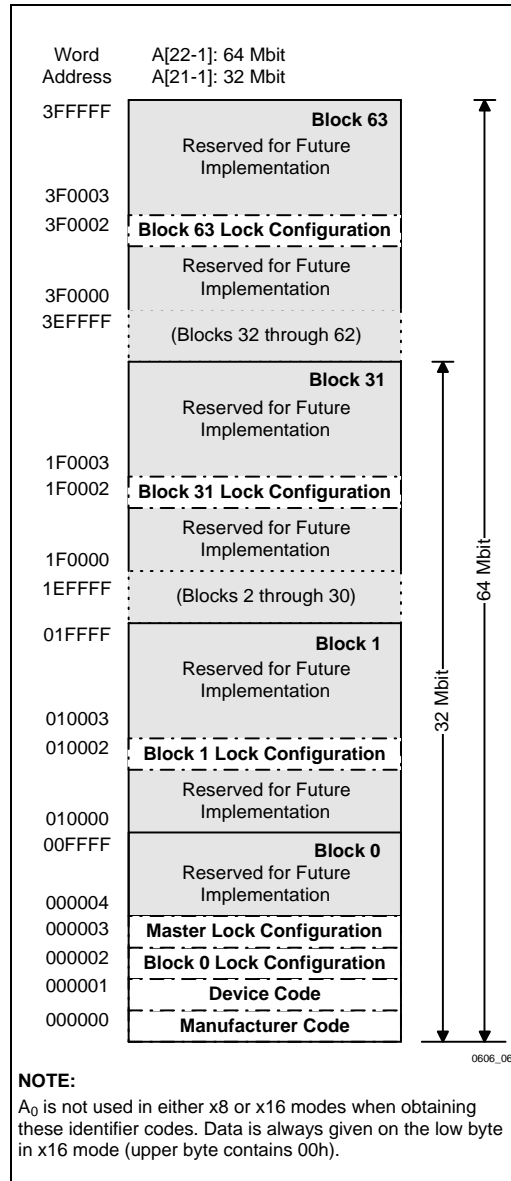 Word Address
A[22-1]: 64 Mbit
A[21-1]: 32 Mbit
3FFFFF
Block 63
Reserved for Future
Implementation
3F0003
3F0002
Block 63 Lock Configuration
Reserved for Future
Implementation
3F0000
3EFFFF
(Blocks 32 through 62)
Block 31
Reserved for Future
Implementation
1F0003
1F0002
Block 31 Lock Configuration
Reserved for Future
Implementation
1F0000
1EFFFF
(Blocks 2 through 30)
01FFFF
Block 1
Reserved for Future
Implementation
010003
010002
Block 1 Lock Configuration
Reserved for Future
Implementation
010000
00FFFF
Block 0
Reserved for Future
Implementation
000004
000003
Master Lock Configuration
000002
Block 0 Lock Configuration
000001
Device Code
000000
Manufacturer Code
32 Mbit
64 Mbit
0606_06
NOTE:
A0 is not used in either x8 or x16 modes when obtaining
these identifier codes. Data is always given on the low byte
in x16 mode (upper byte contains 00h).